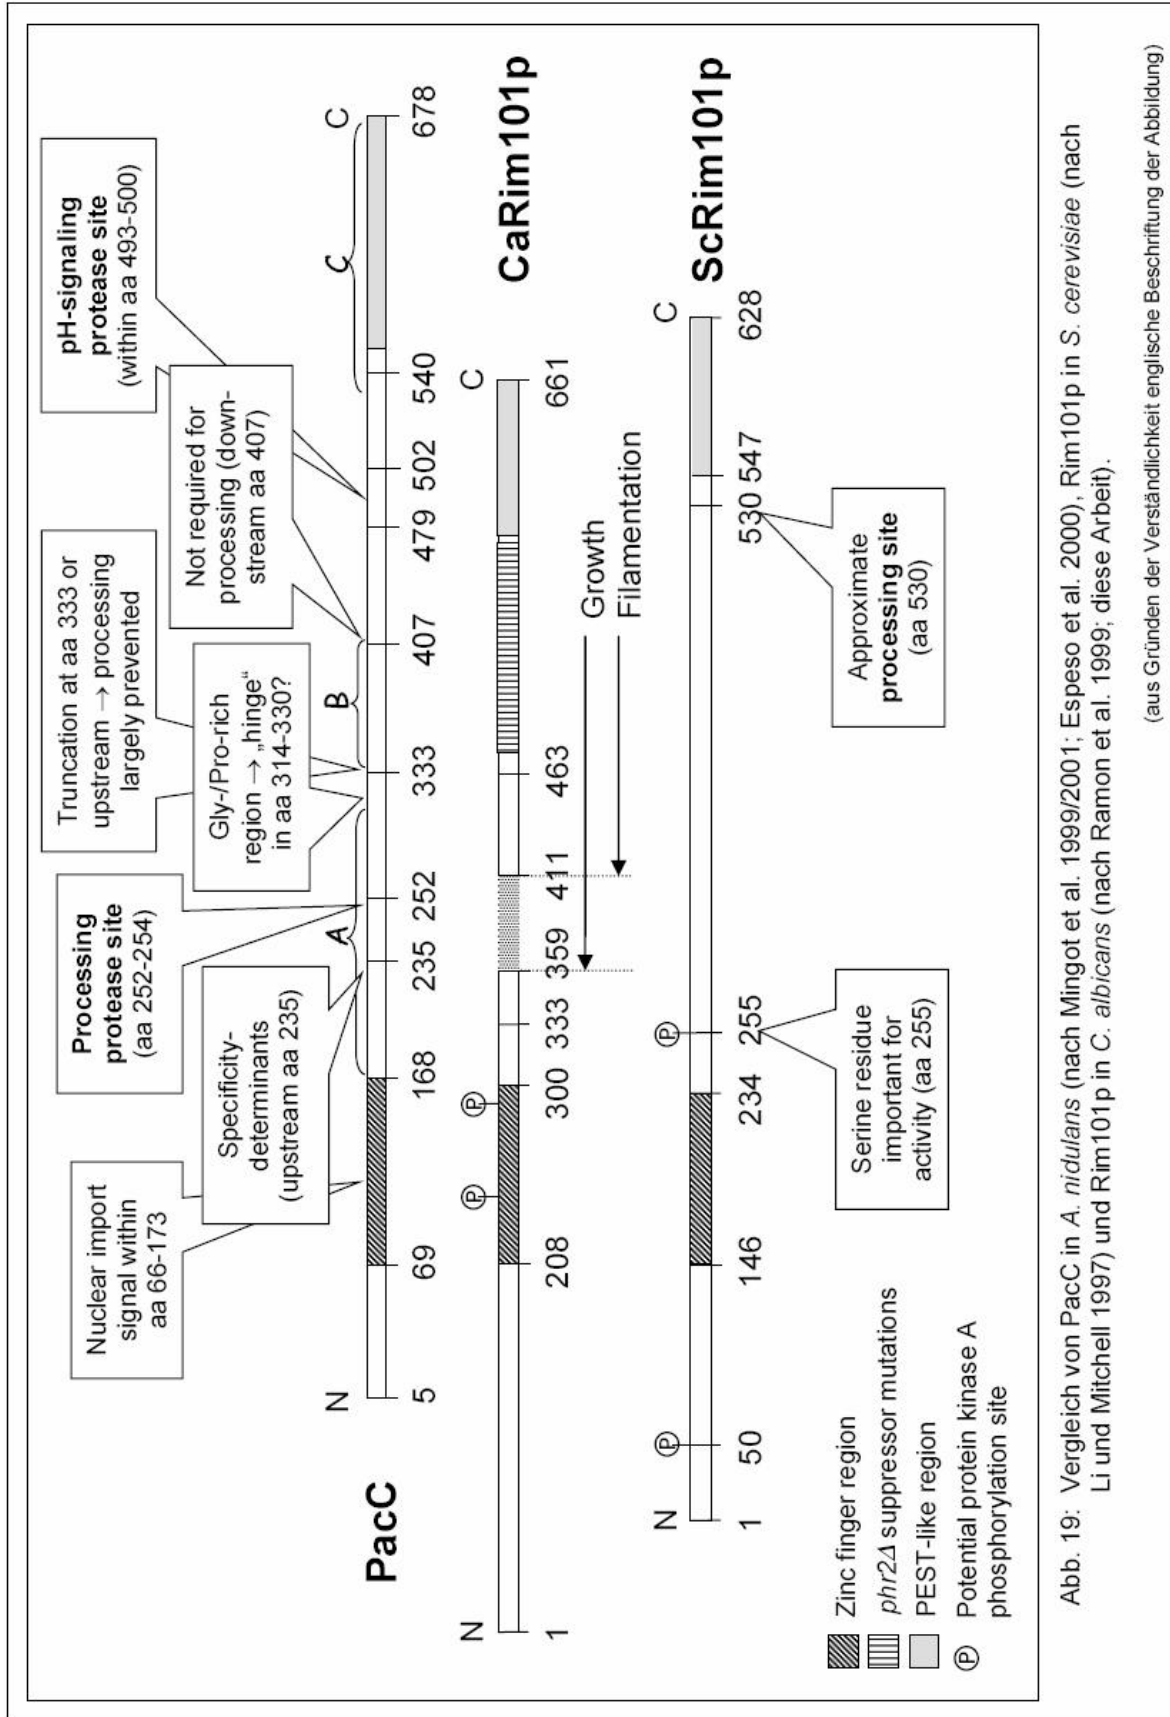 Nuclear import
signal within
aa 66-173
Specificity-
determinants
(upstream aa 235)
Processing
protease site
(aa 252-254)
Truncation at aa 333 or
upstream → processing
largely prevented
Gly-/Pro-rich
region → „hinge“
in aa 314-330?
Not required for
processing (down-
stream aa 407)
pH-signaling
protease site
(within aa 493-500)
N A B C C
5 69 168 235 252 333 407 479 502 540 678
PacC
N P P C
1 208 300 333 359 411 463 661
CaRim101p
Growth
Filamentation
N P P C
1 50 146 234 255 530 547 628
ScRim101p
Serine residue
important for
activity (aa 255)
Approximate
processing site
(aa 530)
Zinc finger region
phr2Δ suppressor mutations
PEST-like region
P Potential protein kinase A
phosphorylation site
Abb. 19: Vergleich von PacC in A. nidulans (nach Mingot et al. 1999/2001; Espeso et al. 2000), Rim101p in S. cerevisiae (nach
Li und Mitchell 1997) und Rim101p in C. albicans (nach Ramon et al. 1999; diese Arbeit).
(aus Gründen der Verständlichkeit englische Beschriftung der Abbildung)